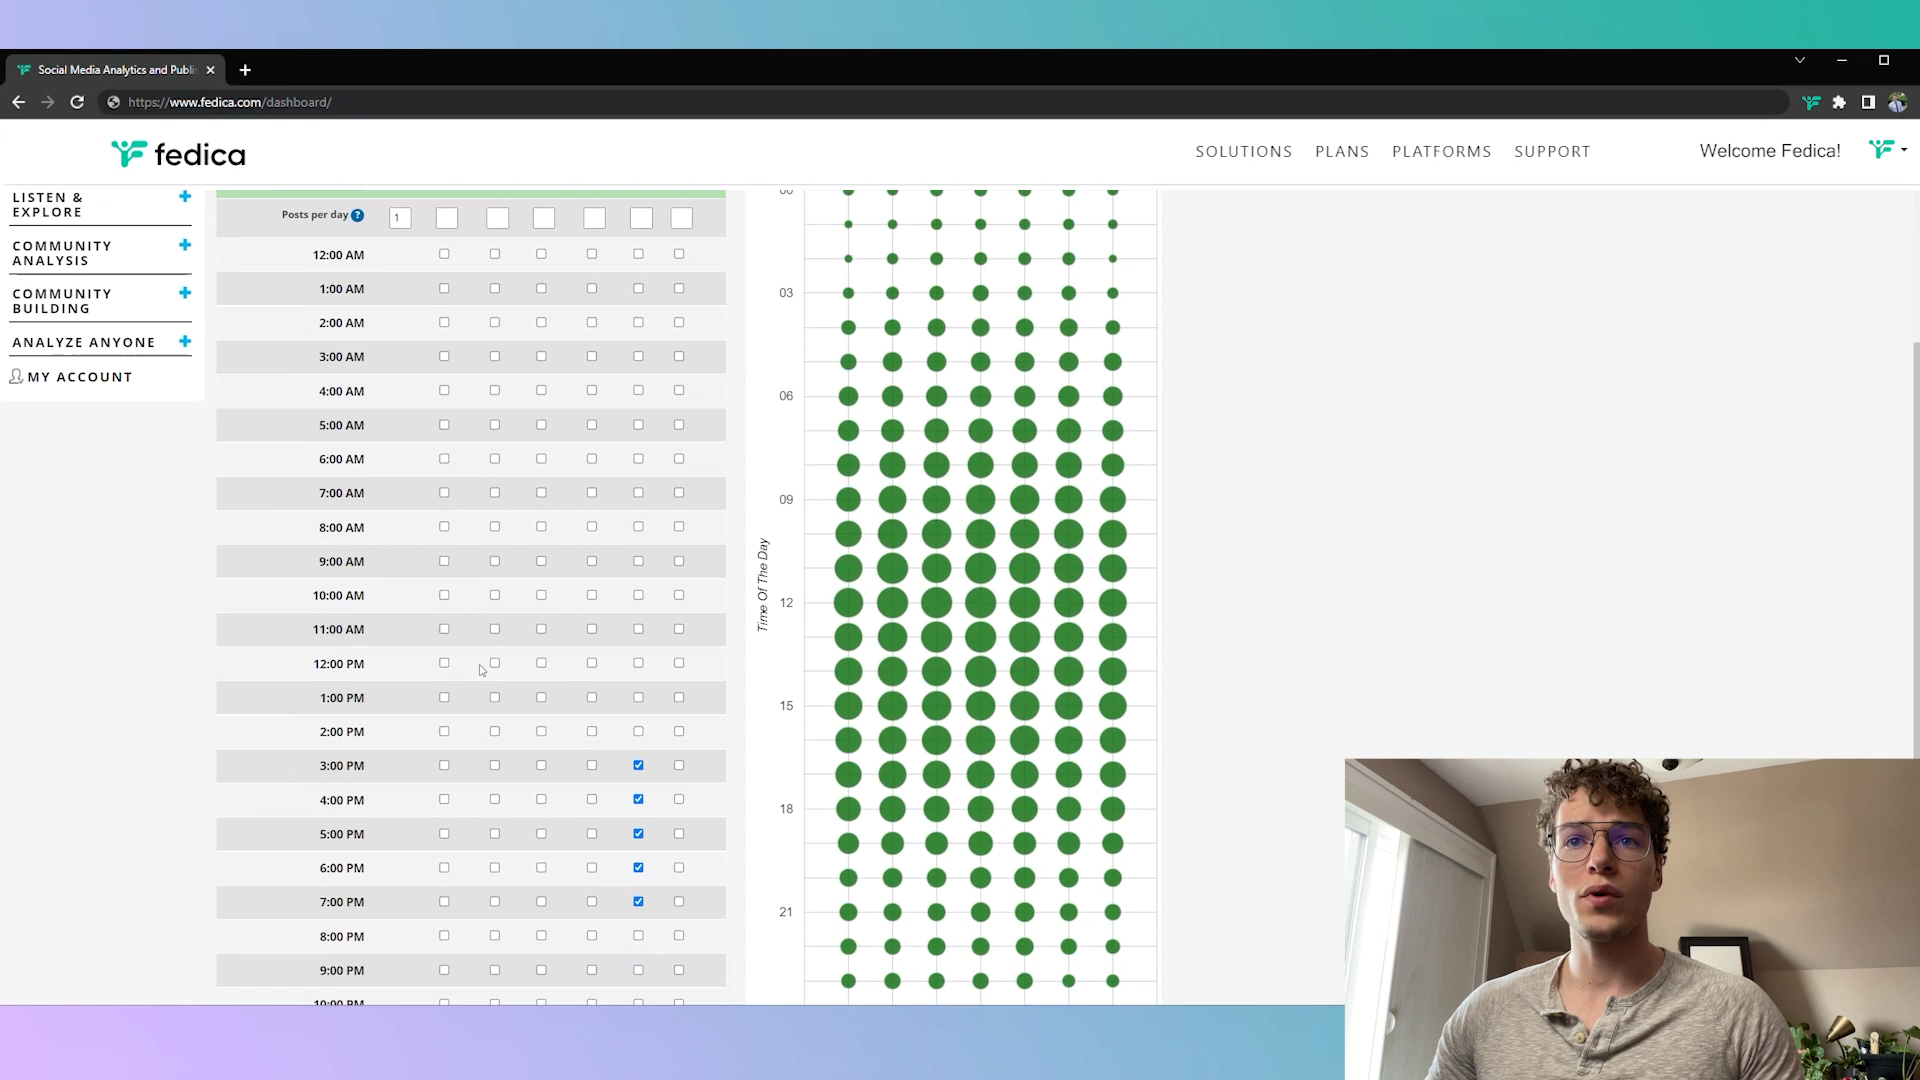 Social Media Analytics and Publi
https://www.fedica.com/dashboard/
fedica
SOLUTIONS PLANS PLATFORMS SUPPORT
Welcome Fedica!
LISTEN &
EXPLORE
COMMUNITY
ANALYSIS
COMMUNITY
BUILDING
ANALYZE ANYONE
MY ACCOUNT
Posts per day ? 1
12:00 AM
1:00 AM
2:00 AM
3:00 AM
4:00 AM
5:00 AM
6:00 AM
7:00 AM
8:00 AM
9:00 AM
10:00 AM
11:00 AM
12:00 PM
1:00 PM
2:00 PM
3:00 PM
4:00 PM
5:00 PM
6:00 PM
7:00 PM
8:00 PM
9:00 PM
10:00 PM
Time Of The Day
00
03
06
09
12
15
18
21